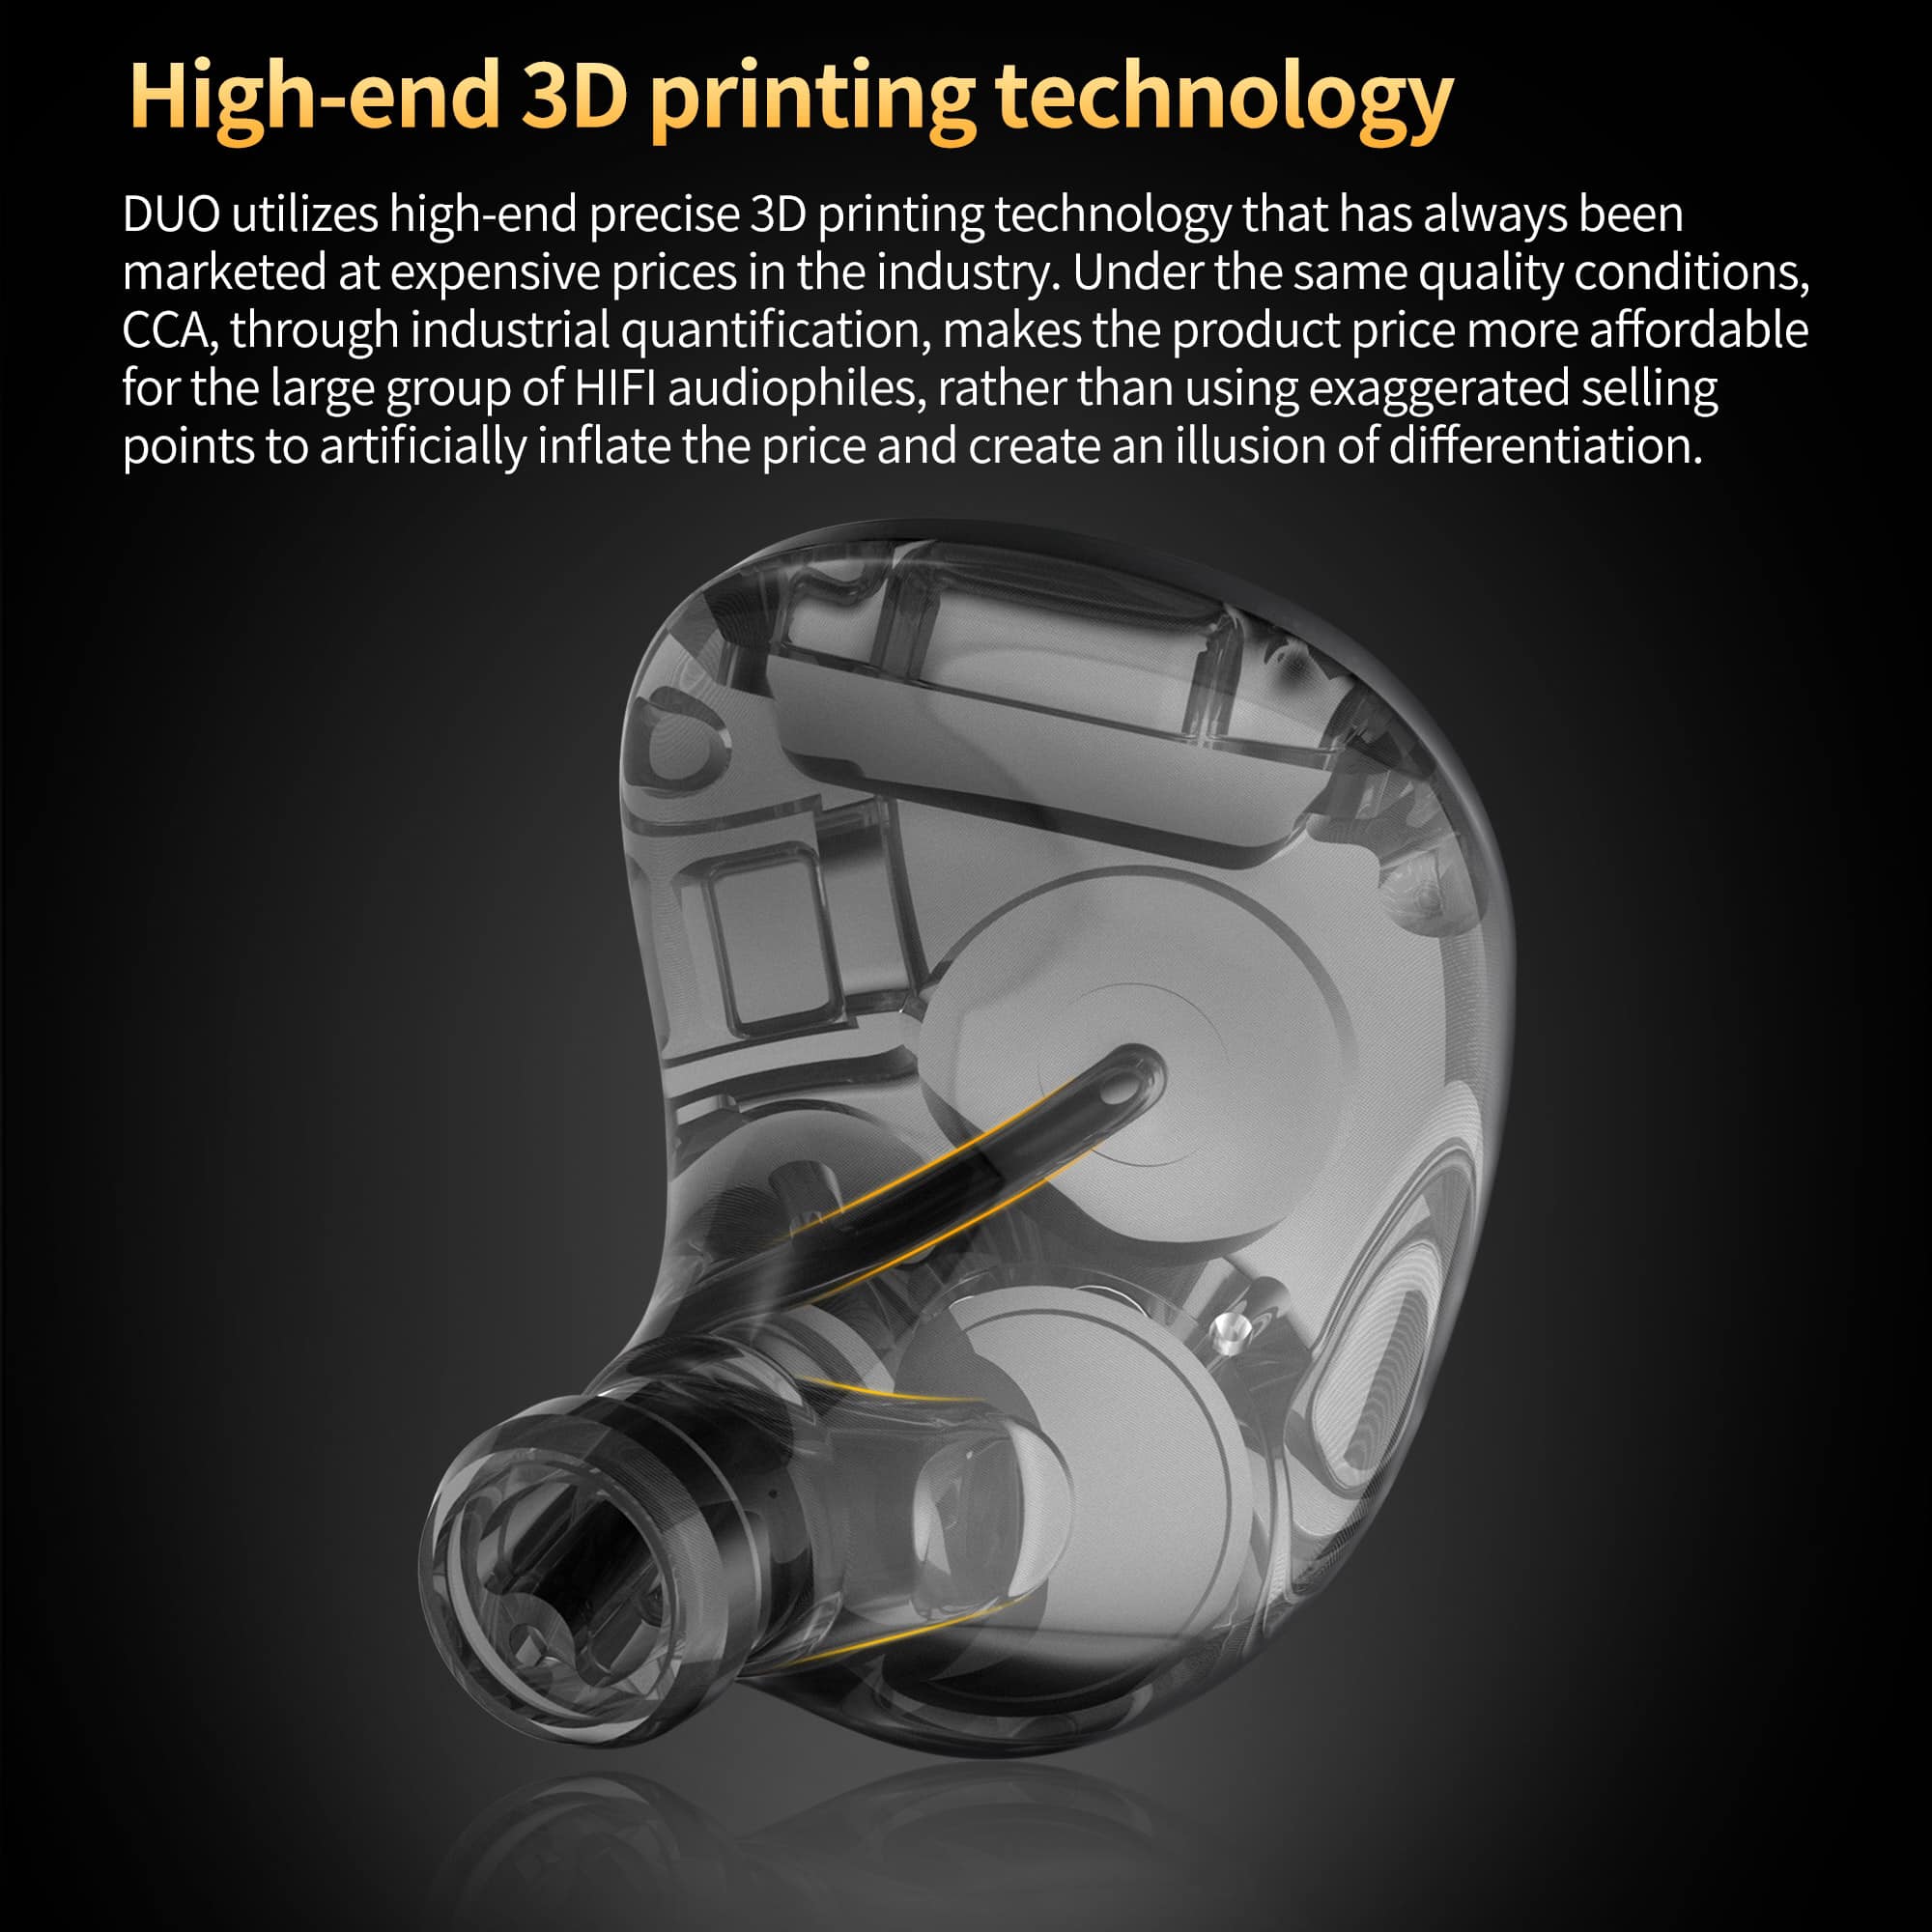 High-end 3D printing technology
DUO utilizes high-end precise 3D printing technology that has always been
marketed at expensive prices in the industry. Under the same quality conditions,
CCA, through industrial quantification, makes the product price more affordable
for the large group of HIFI audiophiles, rather than using exaggerated selling
points to artificially inflate the price and create an illusion of differentiation.